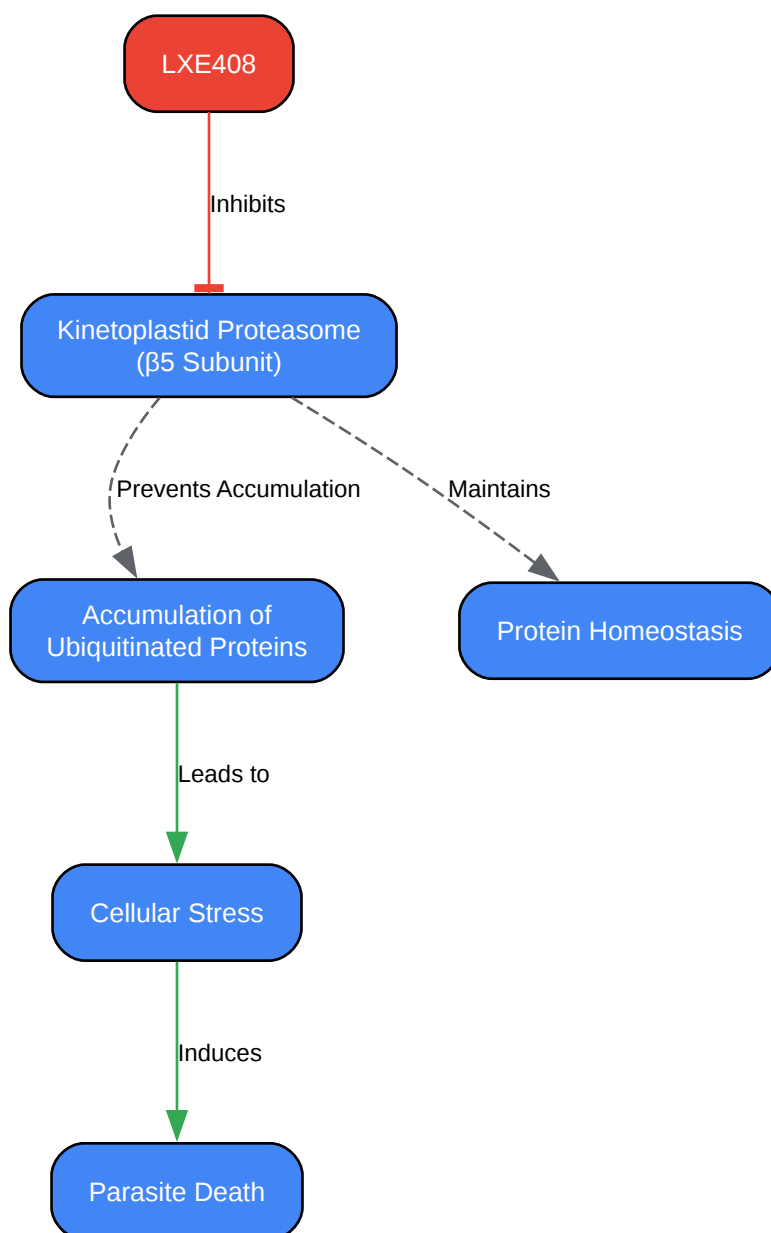 LXE408
Inhibits
Kinetoplastid Proteasome
(β5 Subunit)
Prevents Accumulation
Maintains
Accumulation of
Ubiquitinated Proteins
Protein Homeostasis
Leads to
Cellular Stress
Induces
Parasite Death